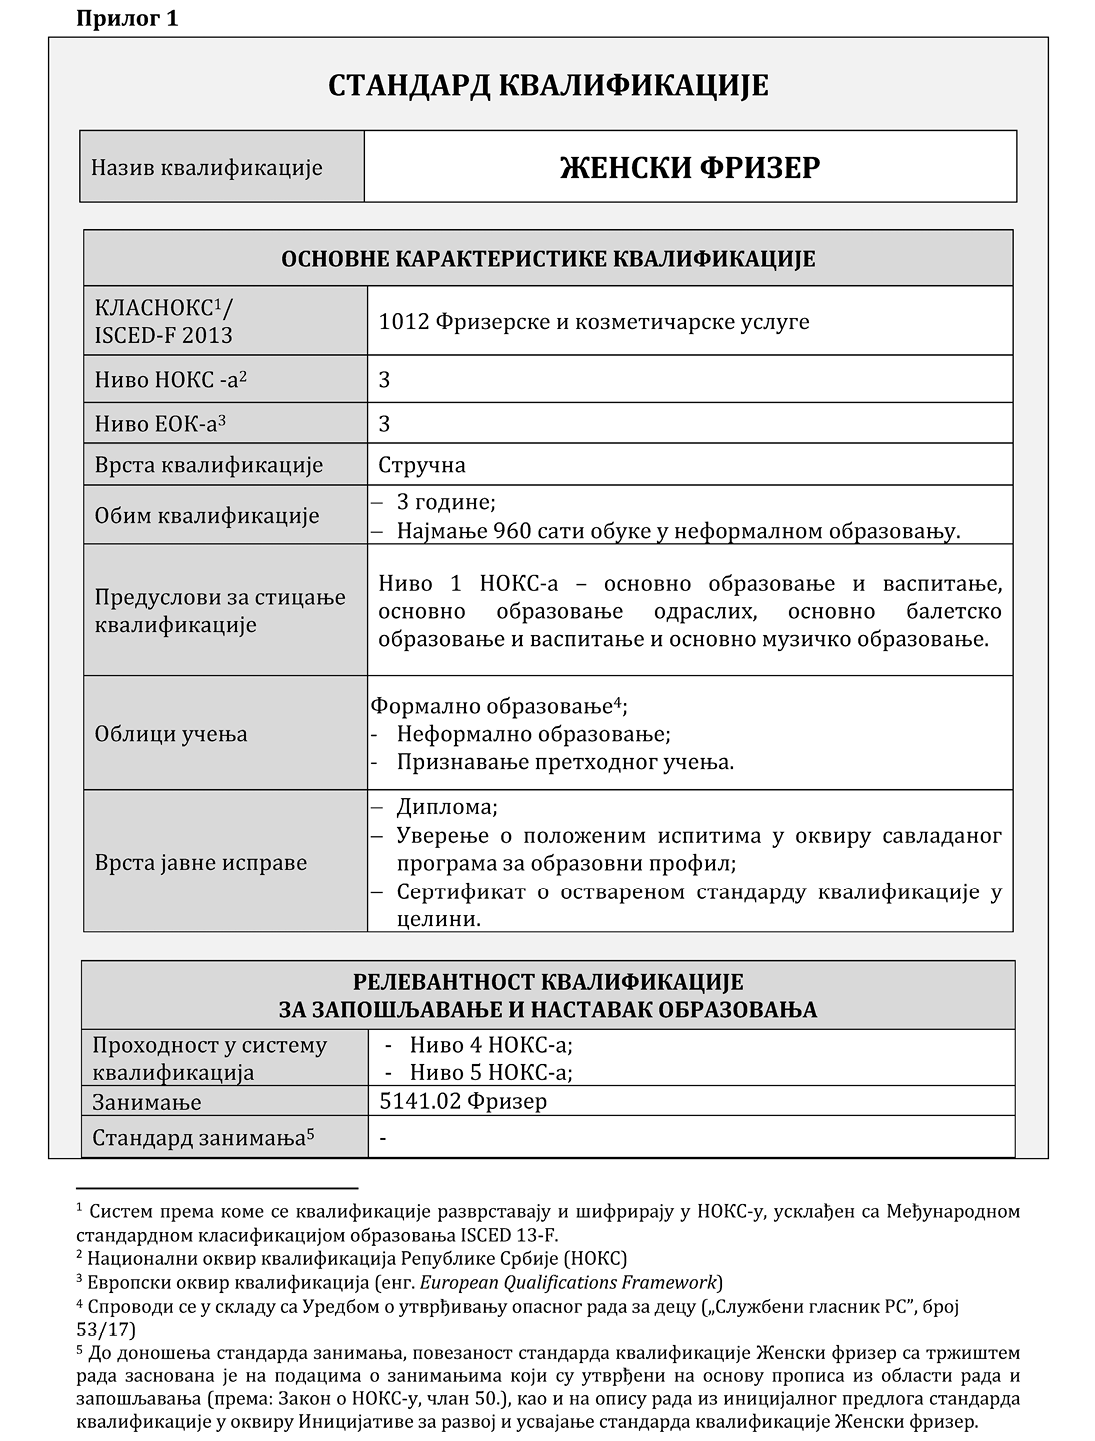 Прилог 1
СТАНДАРД КВАЛИФИКАЦИЈЕ
Назив квалификације
ЖЕНСКИ ФРИЗЕР
ОСНОВНЕ КАРАКТЕРИСТИКЕ КВАЛИФИКАЦИЈЕ
КЛАСНОКС¹/
ISCED-F 2013
1012 Фризерске и козметичарске услуге
Ниво НОКС -а²
3
Ниво ЕОК-а³
3
Врста квалификације
Стручна
Обим квалификације
– 3 године;
– Најмање 960 сати обуке у неформалном образовању.
Предуслови за стицање
квалификације
Ниво 1 НОКС-а – основно образовање и васпитање,
основно образовање одраслих, основно балетско
образовање и васпитање и основно музичко образовање.
Облици учења
Формално образовање⁴;
- Неформално образовање;
- Признавање претходног учења.
Врста јавне исправе
– Диплома;
– Уверење о положеним испитима у оквиру савладаног
програма за образовни профил;
– Сертификат о оствареном стандарду квалификације у
целини.
РЕЛЕВАНТНОСТ КВАЛИФИКАЦИЈЕ
ЗА ЗАПОШЉАВАЊЕ И НАСТАВАК ОБРАЗОВАЊА
Проходност у систему
квалификација
- Ниво 4 НОКС-а;
- Ниво 5 НОКС-а;
Занимање
5141.02 Фризер
Стандард занимања⁵
-
¹ Систем према коме се квалификације разврставају и шифрирају у НОКС-у, усклађен са Међународном
стандардном класификацијом образовања ISCED 13-F.
² Национални оквир квалификација Републике Србије (НОКС)
³ Европски оквир квалификација (енг. European Qualifications Framework)
⁴ Спроводи се у складу са Уредбом о утврђивању опасног рада за децу („Службени гласник РС”, број
53/17)
⁵ До доношења стандарда занимања, повезаност стандарда квалификације Женски фризер са тржиштем
рада заснована је на подацима о занимањима који су утврђени на основу прописа из области рада и
запошљавања (према: Закон о НОКС-у, члан 50.), као и на опису рада из иницијалног предлога стандарда
квалификације у оквиру Иницијативе за развој и усвајање стандарда квалификације Женски фризер.